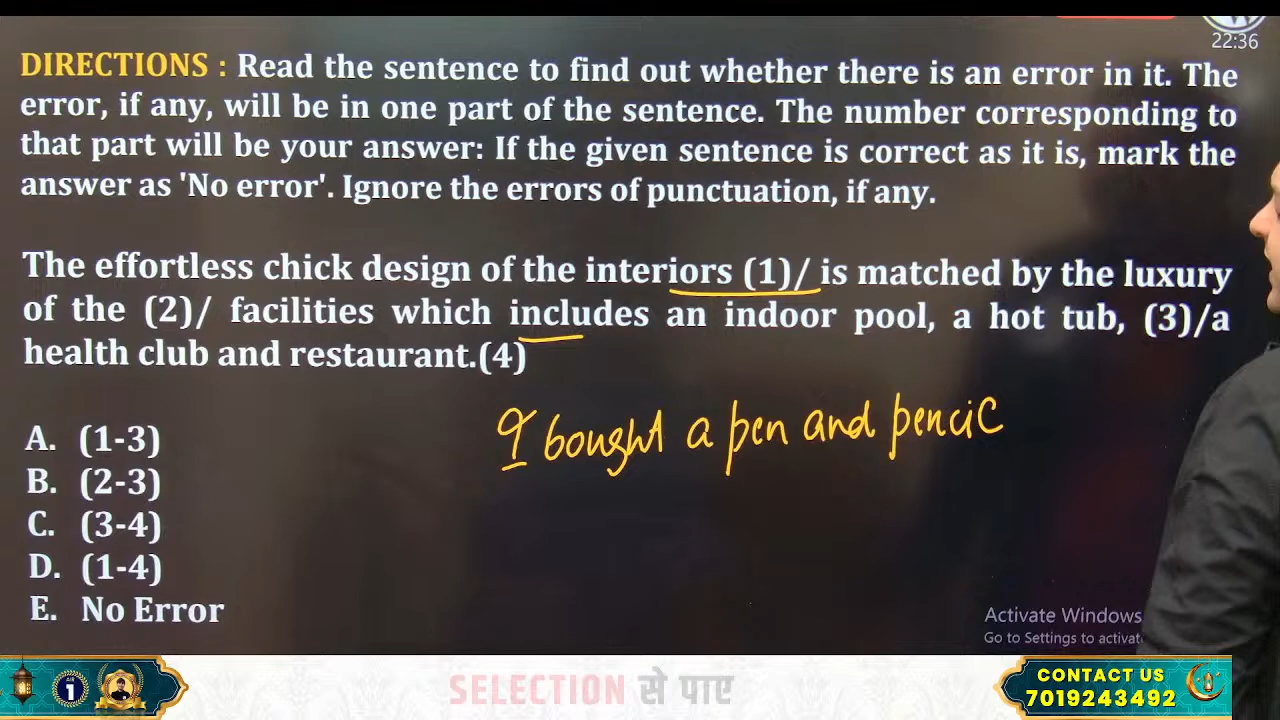 22:36
DIRECTIONS : Read the sentence to find out whether there is an error in it. The
error, if any, will be in one part of the sentence. The number corresponding to
that part will be your answer: If the given sentence is correct as it is, mark the
answer as 'No error'. Ignore the errors of punctuation, if any.
The effortless chick design of the interiors (1)/ is matched by the luxury
of the (2)/ facilities which includes an indoor pool, a hot tub, (3)/a
health club and restaurant.(4)
I bought a pen and pencil
A. (1-3)
B. (2-3)
C. (3-4)
D. (1-4)
E. No Error
Activate Windows
Go to Settings to activat
1
SELECTION से पाए
CONTACT US
7019243492